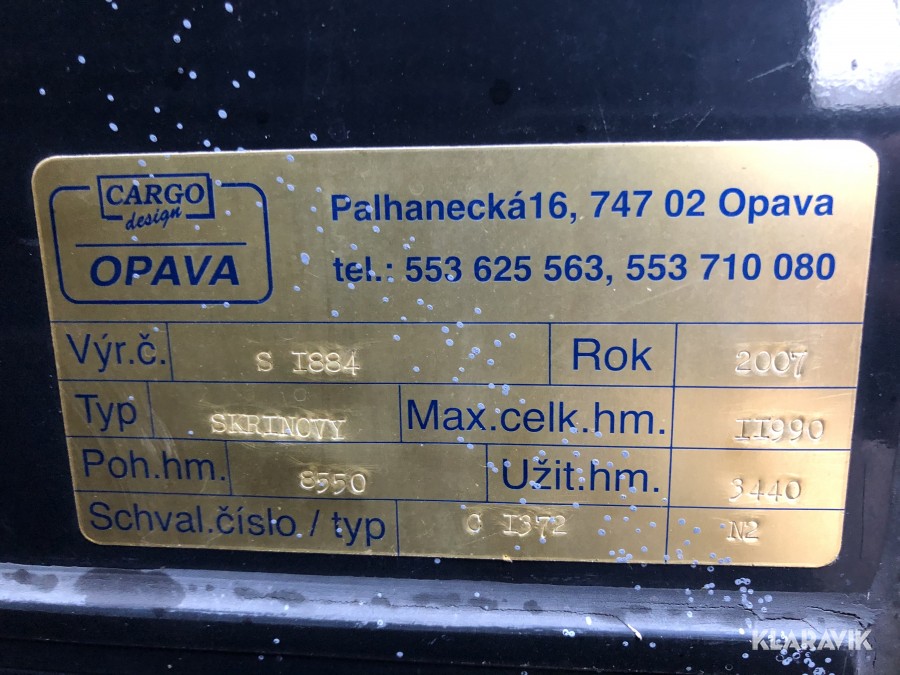 CARGO
design
OPAVA
Palhanecká16, 747 02 Opava
tel.: 553 625 563, 553 710 080
Výr.č. S I884 Rok 2007
Typ SKRINOVY Max.celk.hm. II990
Poh.hm. 8550 Užit.hm. 3440
Schval.číslo./ typ C I372 N2
KLARAVIK